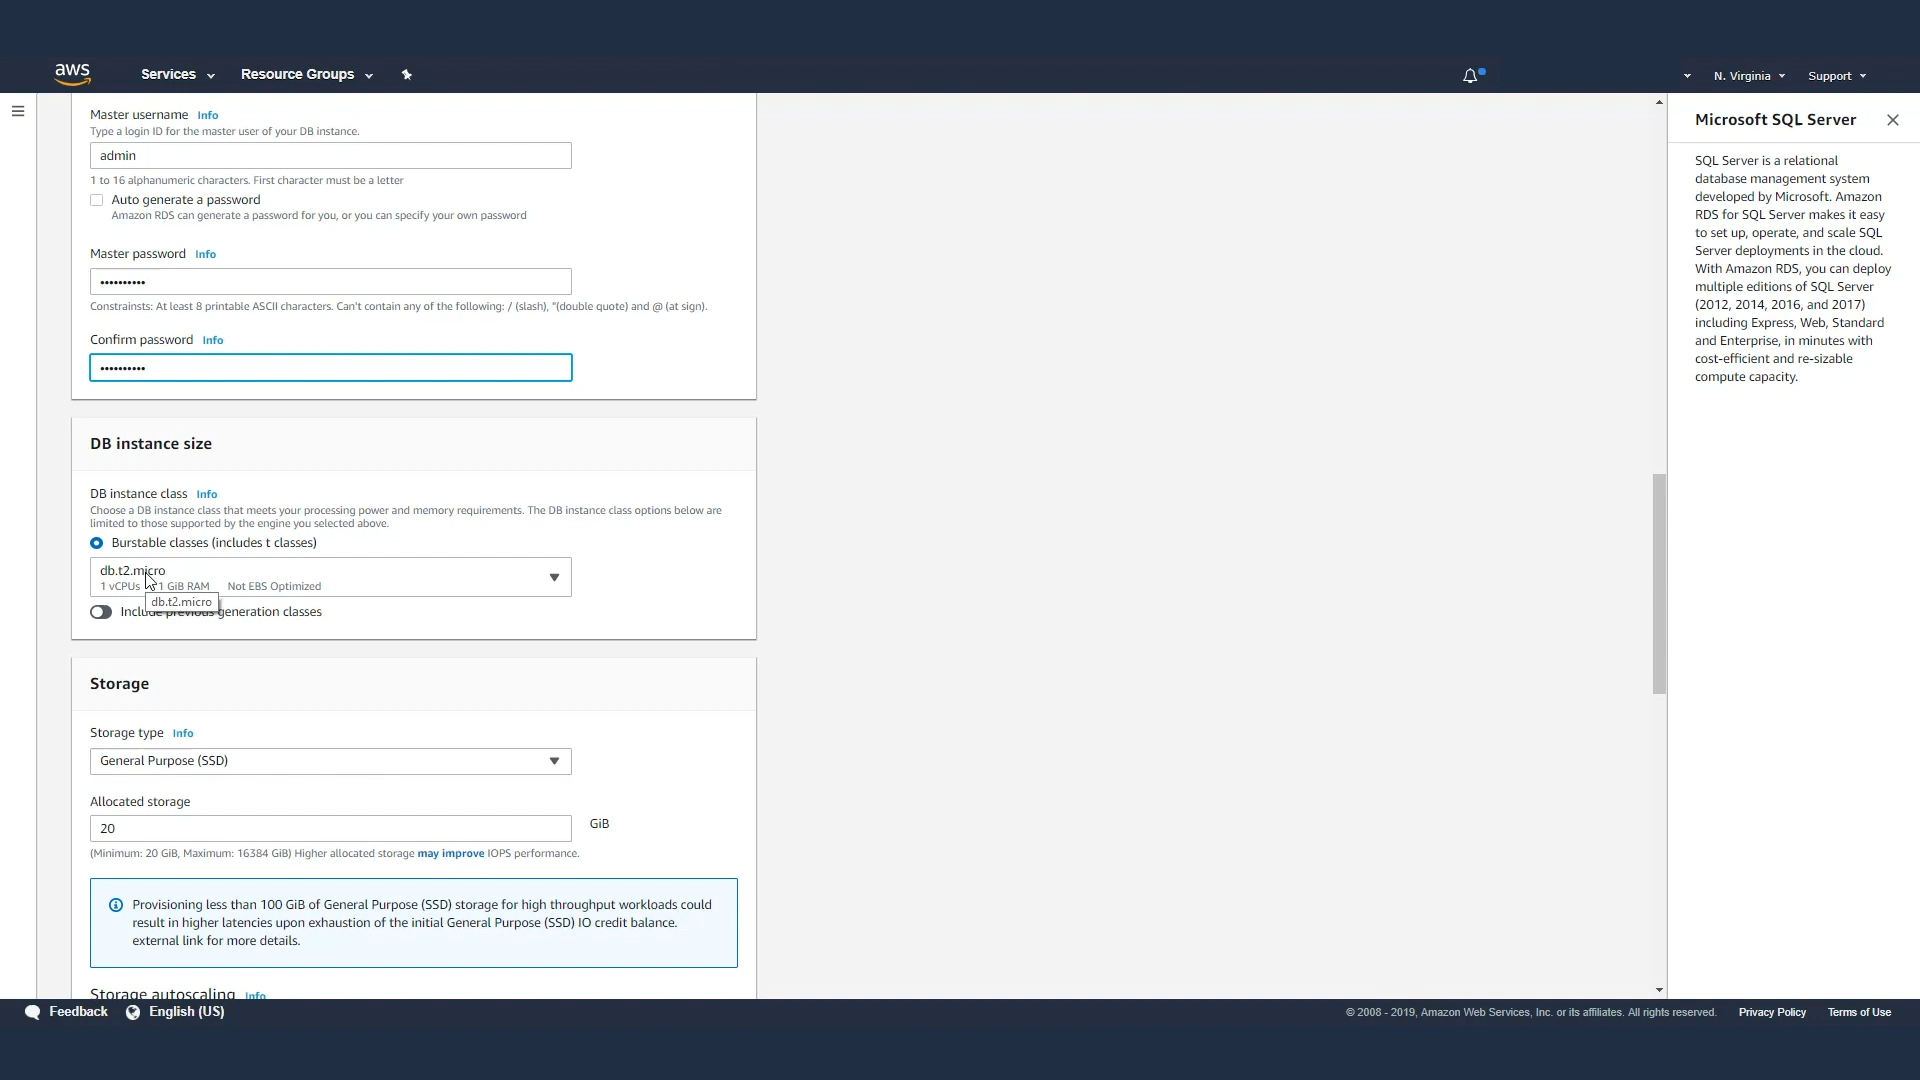 aws
Services
Resource Groups
N. Virginia
Support
Master username Info
Type a login ID for the master user of your DB instance.
admin
1 to 16 alphanumeric characters. First character must be a letter
Auto generate a password
Amazon RDS can generate a password for you, or you can specify your own password
Master password Info
••••••••••
Constraints: At least 8 printable ASCII characters. Can't contain any of the following: / (slash), "(double quote) and @ (at sign).
Confirm password Info
••••••••••
DB instance size
DB instance class Info
Choose a DB instance class that meets your processing power and memory requirements. The DB instance class options below are
limited to those supported by the engine you selected above.
Burstable classes (includes t classes)
db.t2.micro
1 vCPUs 1 GiB RAM Not EBS Optimized
db.t2.micro
Include previous generation classes
Storage
Storage type Info
General Purpose (SSD)
Allocated storage
20
GiB
(Minimum: 20 GiB, Maximum: 16384 GiB) Higher allocated storage may improve IOPS performance.
Provisioning less than 100 GiB of General Purpose (SSD) storage for high throughput workloads could
result in higher latencies upon exhaustion of the initial General Purpose (SSD) IO credit balance.
external link for more details.
Storage autoscaling Info
Microsoft SQL Server
SQL Server is a relational
database management system
developed by Microsoft. Amazon
RDS for SQL Server makes it easy
to set up, operate, and scale SQL
Server deployments in the cloud.
With Amazon RDS, you can deploy
multiple editions of SQL Server
(2012, 2014, 2016, and 2017)
including Express, Web, Standard
and Enterprise, in minutes with
cost-efficient and re-sizable
compute capacity.
Feedback
English (US)
© 2008 - 2019, Amazon Web Services, Inc. or its affiliates. All rights reserved.
Privacy Policy
Terms of Use